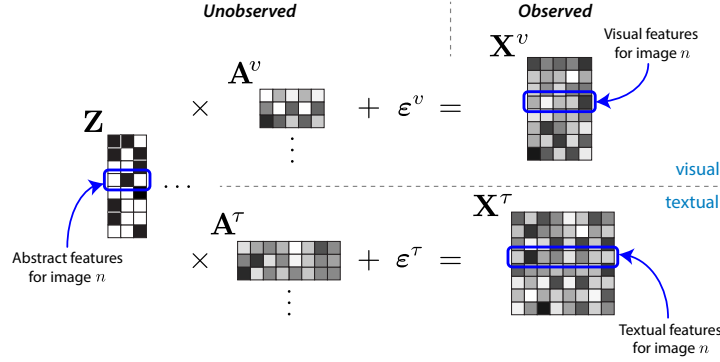 Unobserved
Observed
Visual features
for image n
X^v
A^v
× + ε^v =
Z
⋮
...
visual
textual
X^τ
A^τ
× + ε^τ =
Abstract features
for image n
⋮
Textual features
for image n